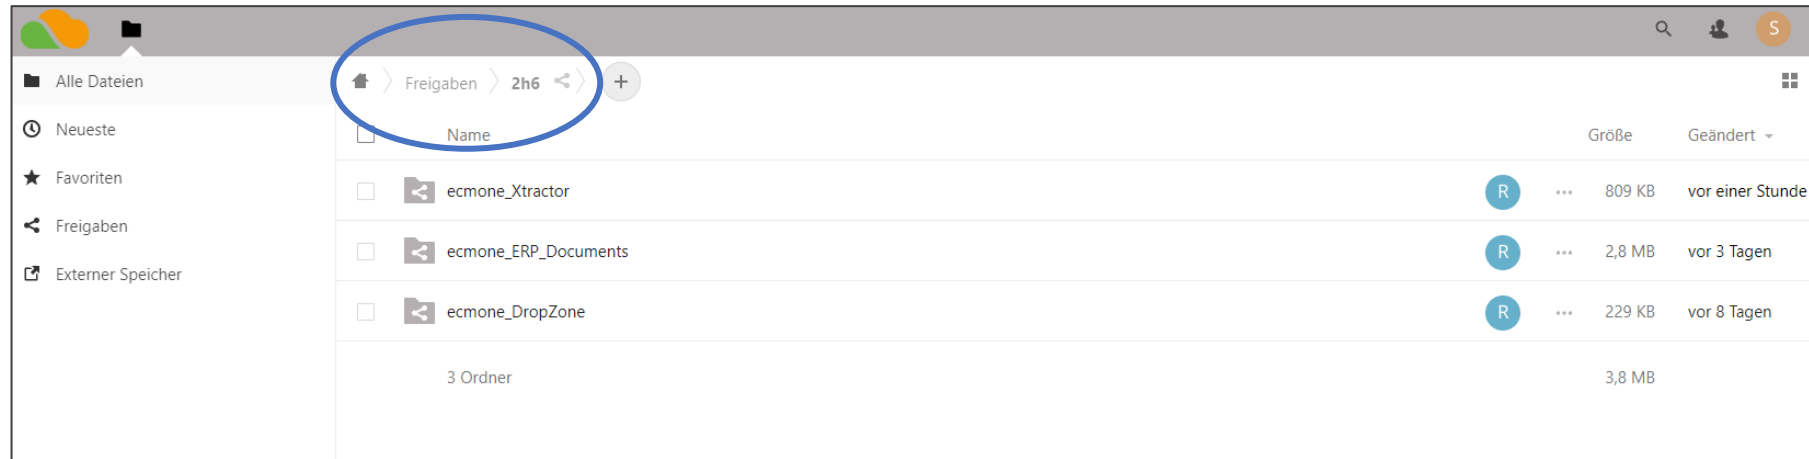 S
Alle Dateien
Freigaben 2h6 +
Neueste
Name Größe Geändert
Favoriten
ecmone_Xtractor R ... 809 KB vor einer Stunde
Freigaben
ecmone_ERP_Documents R ... 2,8 MB vor 3 Tagen
Externer Speicher
ecmone_DropZone R ... 229 KB vor 8 Tagen
3 Ordner 3,8 MB